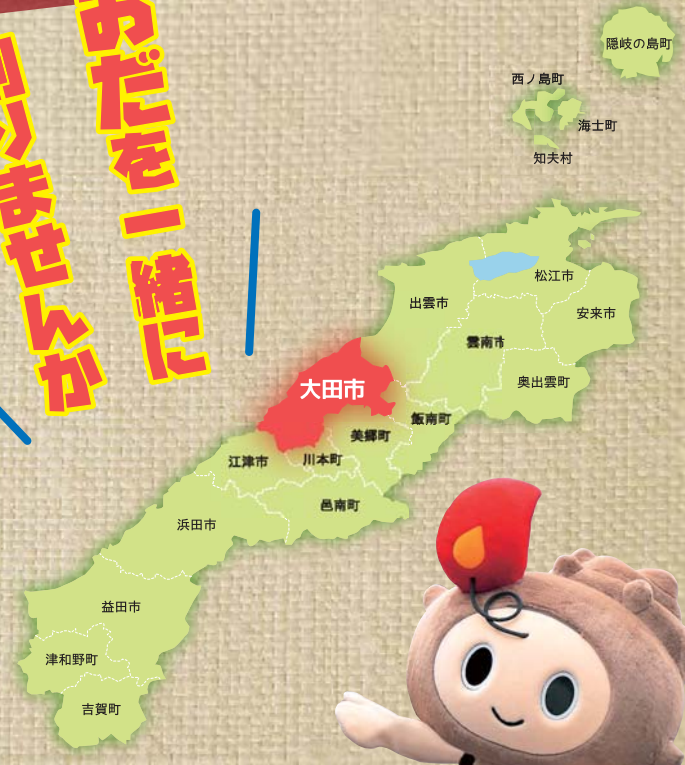 おだを一緒に
創りませんか
隠岐の島町
西ノ島町
海士町
知夫村
松江市
出雲市
安来市
雲南市
奥出雲町
大田市
飯南町
美郷町
川本町
江津市
邑南町
浜田市
益田市
津和野町
吉賀町